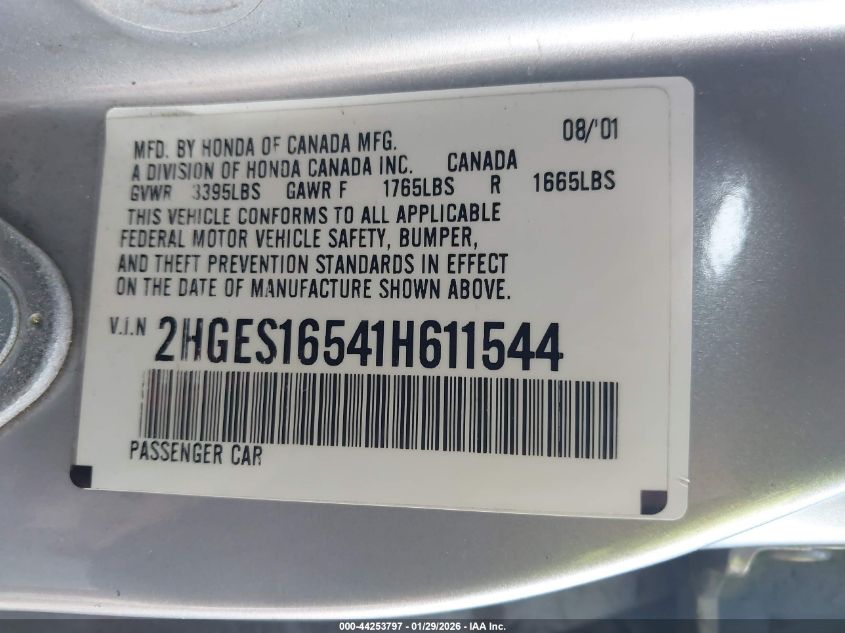 08/'01
MFD. BY HONDA OF CANADA MFG.
A DIVISION OF HONDA CANADA INC. CANADA
GVWR 3395LBS GAWR F 1765LBS R 1665LBS
THIS VEHICLE CONFORMS TO ALL APPLICABLE
FEDERAL MOTOR VEHICLE SAFETY, BUMPER,
AND THEFT PREVENTION STANDARDS IN EFFECT
ON THE DATE OF MANUFACTURE SHOWN ABOVE.
V.i.N 2HGES16541H611544
PASSENGER CAR
000-44253797 - 01/29/2026 - IAA Inc.